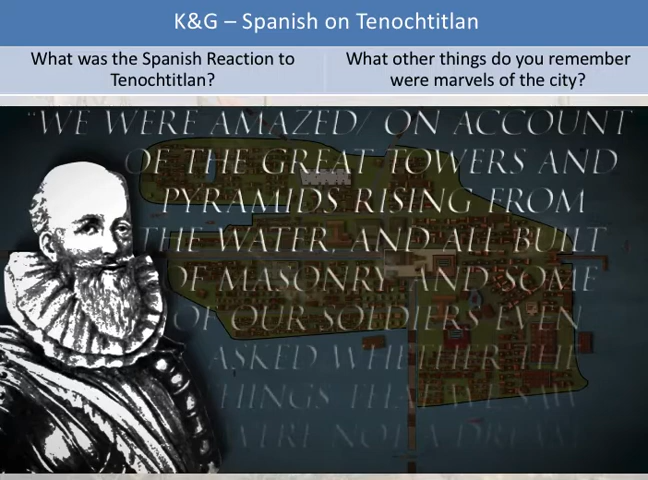 K&G – Spanish on Tenochtitlan
What was the Spanish Reaction to
Tenochtitlan?
What other things do you remember
were marvels of the city?
"WE WERE AMAZED/ ON ACCOUNT
OF THE GREAT TOWERS AND
PYRAMIDS RISING FROM
THE WATER, AND ALL BUILT
OF MASONRY. AND SOME
OF OUR SOLDIERS EVEN
ASKED WHETHER THE
THINGS THAT WE SAW
WERE NOT A DREAM